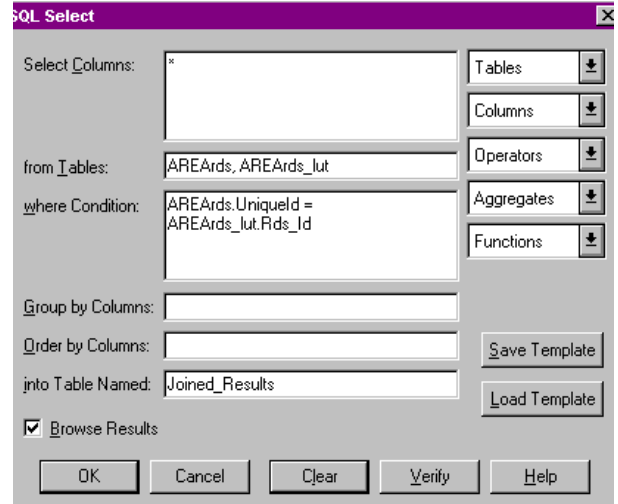 SQL Select
Select Columns:
*
Tables
Columns
from Tables:
AREArds, AREArds_lut
Operators
where Condition:
AREArds.UniqueId =
AREArds_lut.Rds_Id
Aggregates
Functions
Group by Columns:
Order by Columns:
Save Template
into Table Named:
Joined_Results
Load Template
Browse Results
OK
Cancel
Clear
Verify
Help